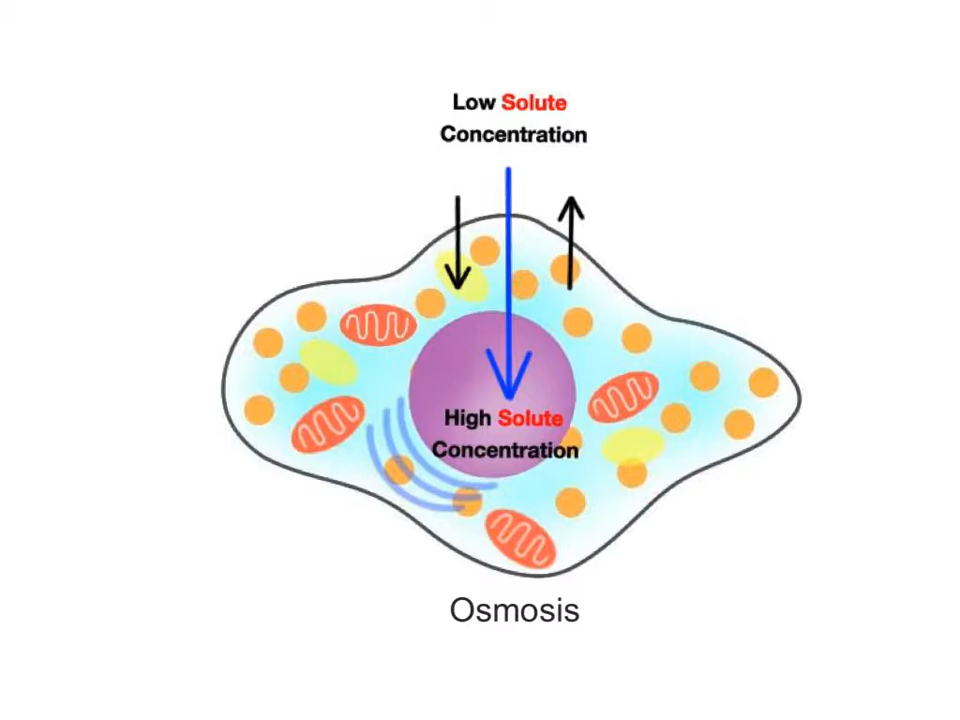 Low Solute
Concentration
High Solute
Concentration
Osmosis